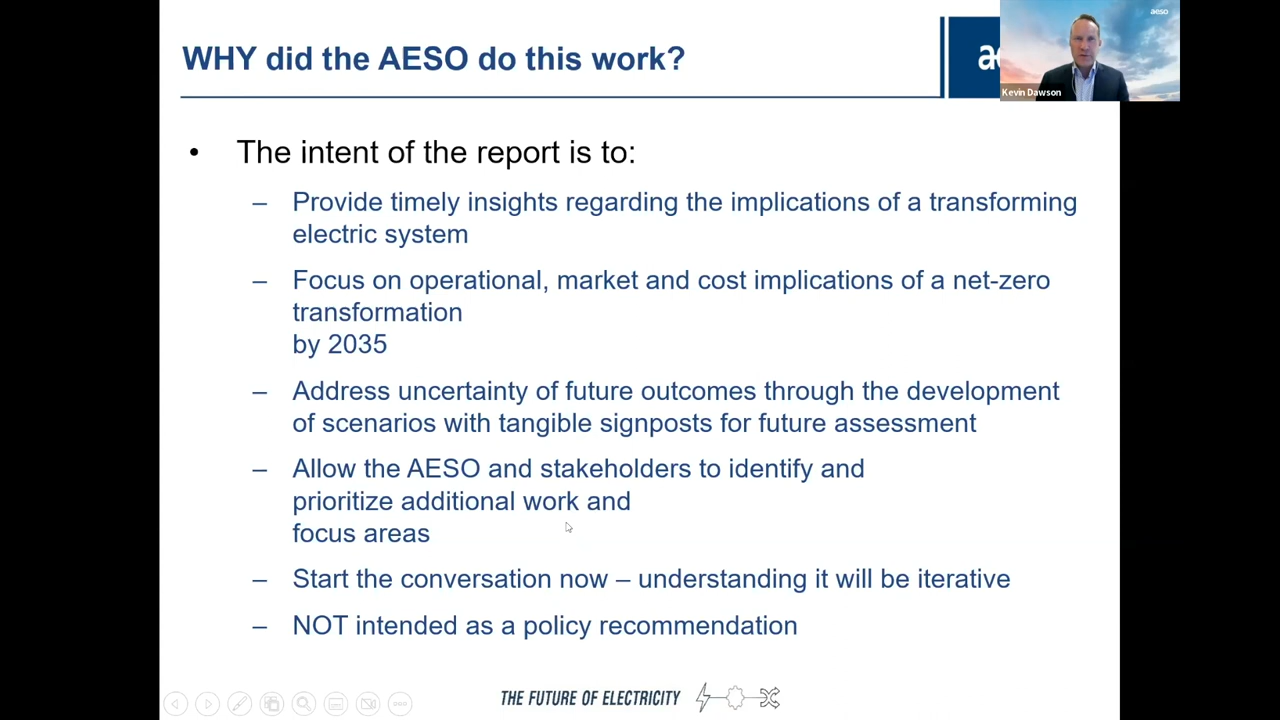 WHY did the AESO do this work?
aeso
Kevin Dawson
• The intent of the report is to:
– Provide timely insights regarding the implications of a transforming
electric system
– Focus on operational, market and cost implications of a net-zero
transformation
by 2035
– Address uncertainty of future outcomes through the development
of scenarios with tangible signposts for future assessment
– Allow the AESO and stakeholders to identify and
prioritize additional work and
focus areas
– Start the conversation now – understanding it will be iterative
– NOT intended as a policy recommendation
THE FUTURE OF ELECTRICITY